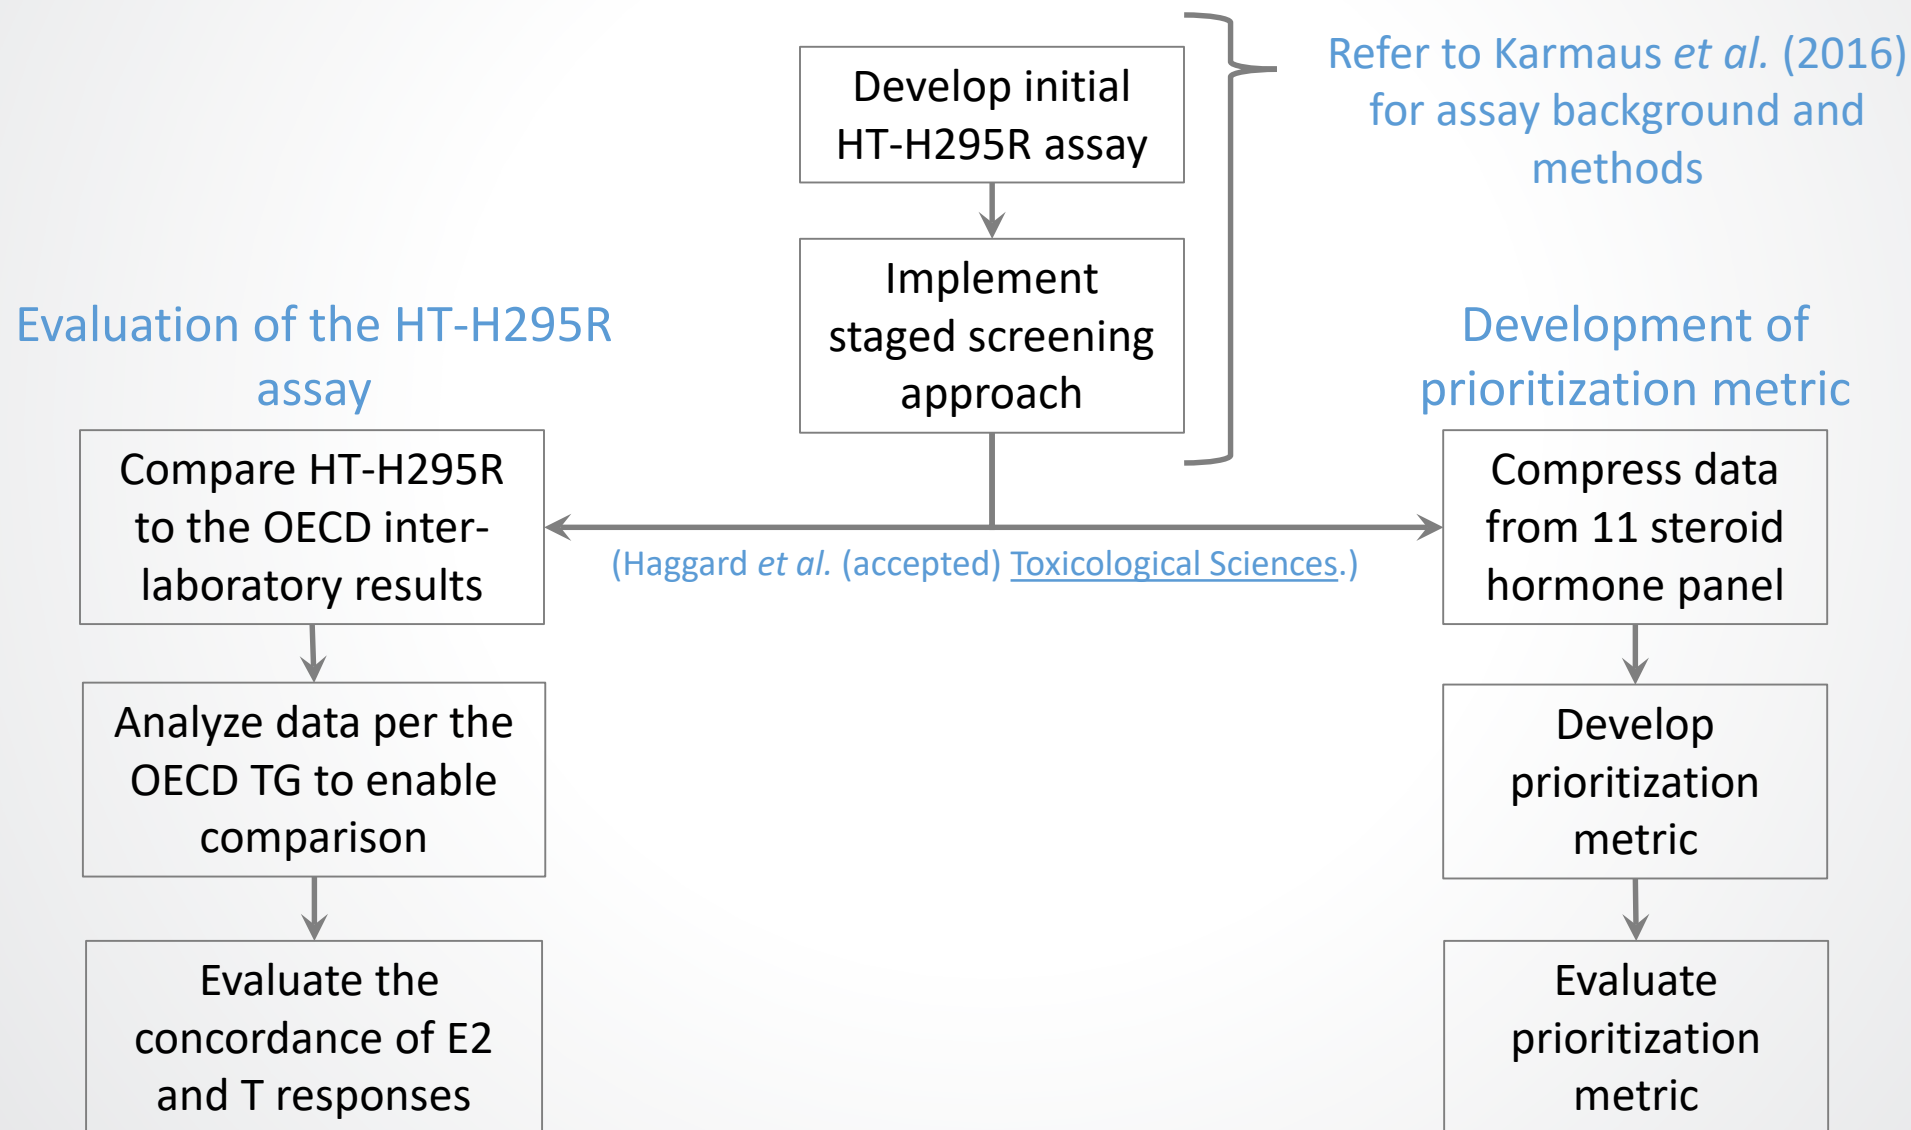 Develop initial
HT-H295R assay
Refer to Karmaus et al. (2016)
for assay background and
methods
Implement
staged screening
approach
Evaluation of the HT-H295R
assay
Compare HT-H295R
to the OECD inter-
laboratory results
Analyze data per the
OECD TG to enable
comparison
Evaluate the
concordance of E2
and T responses
(Haggard et al. (accepted) Toxicological Sciences.)
Development of
prioritization metric
Compress data
from 11 steroid
hormone panel
Develop
prioritization
metric
Evaluate
prioritization
metric